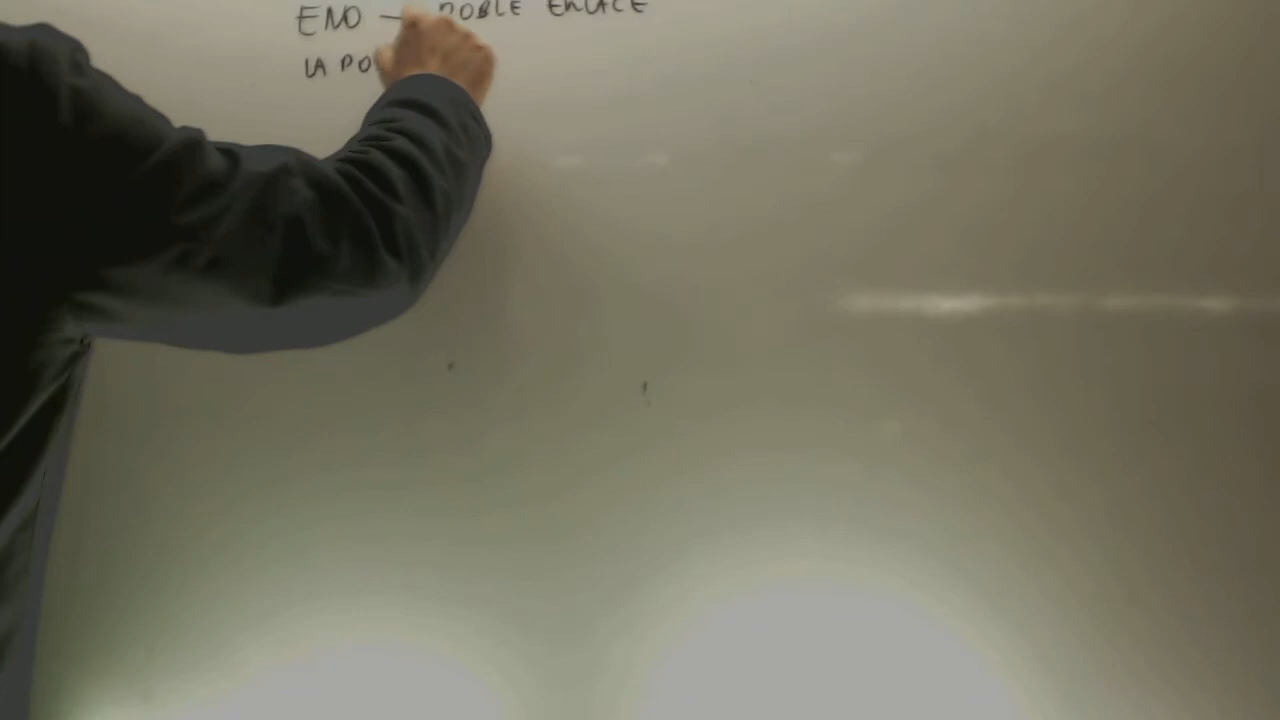 ENO — DOBLE ENLACE
LA PO